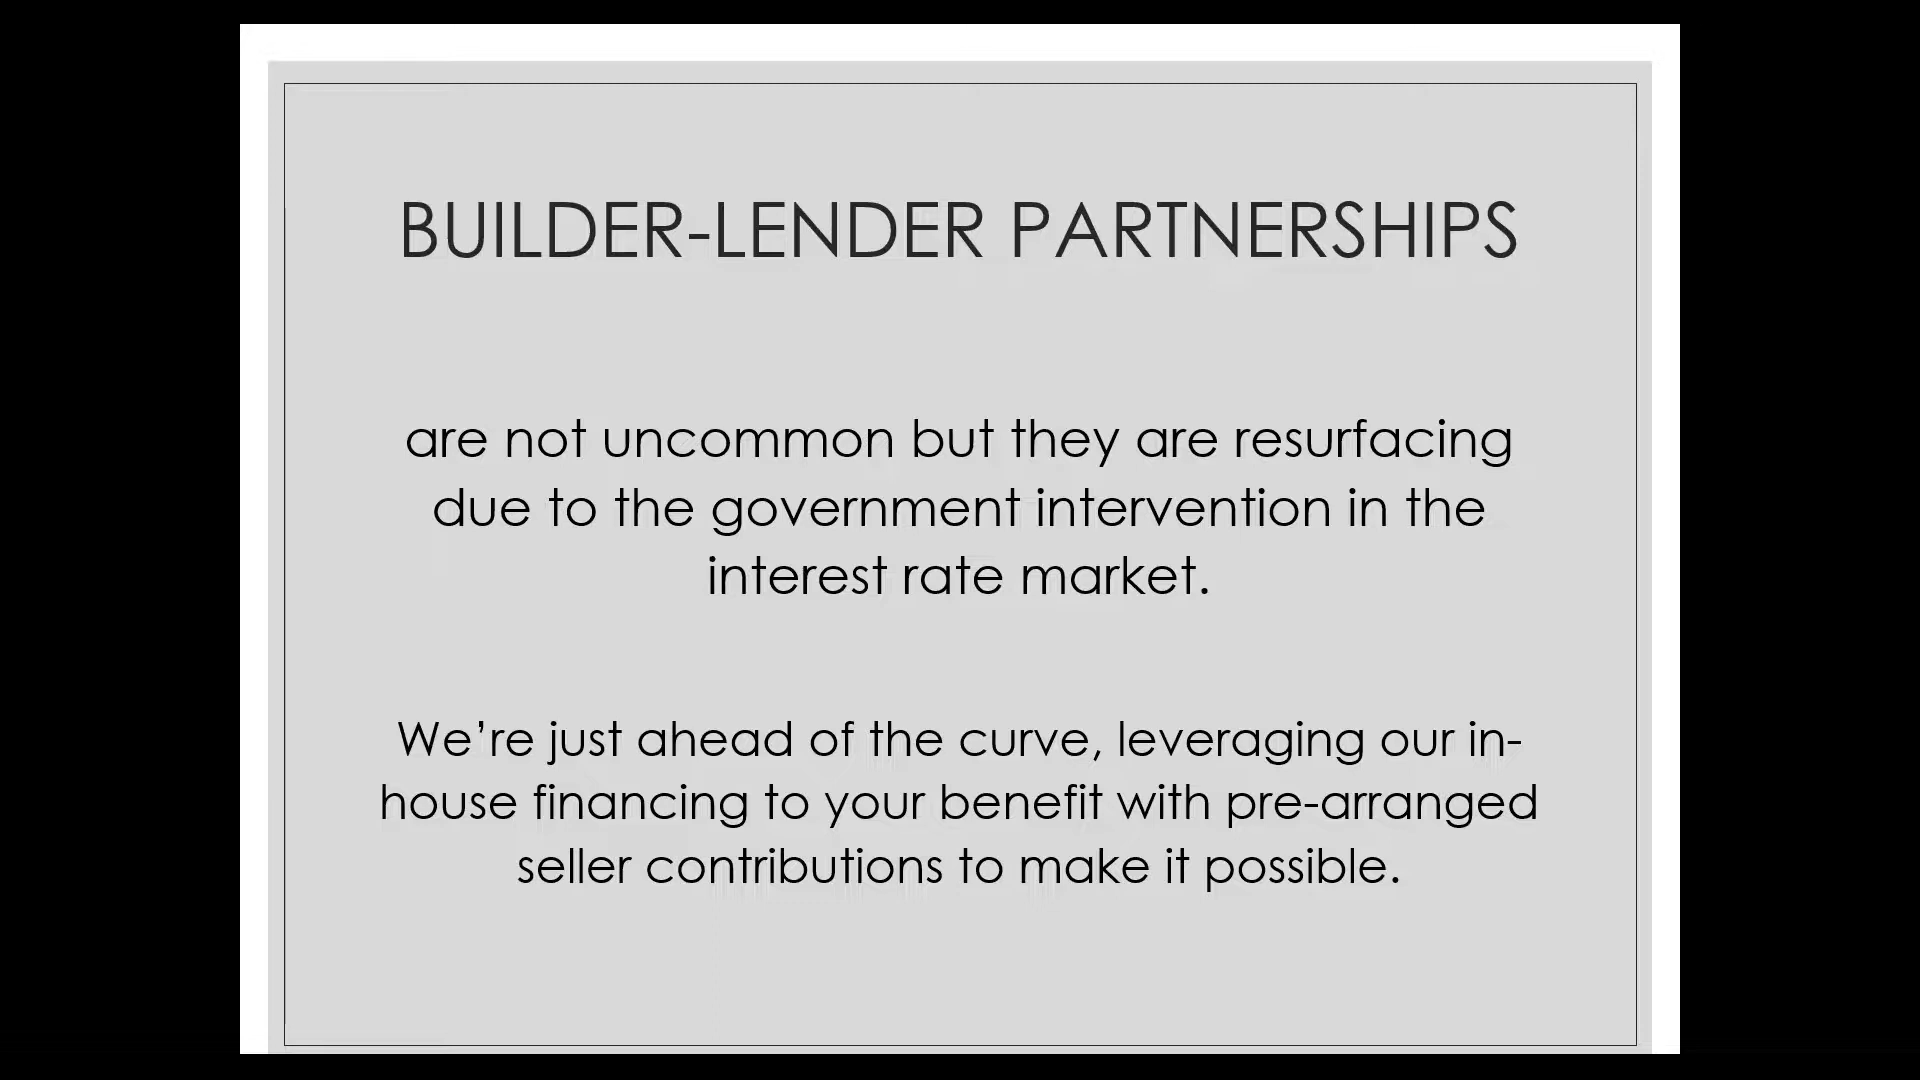 BUILDER-LENDER PARTNERSHIPS
are not uncommon but they are resurfacing
due to the government intervention in the
interest rate market.
We’re just ahead of the curve, leveraging our in-
house financing to your benefit with pre-arranged
seller contributions to make it possible.